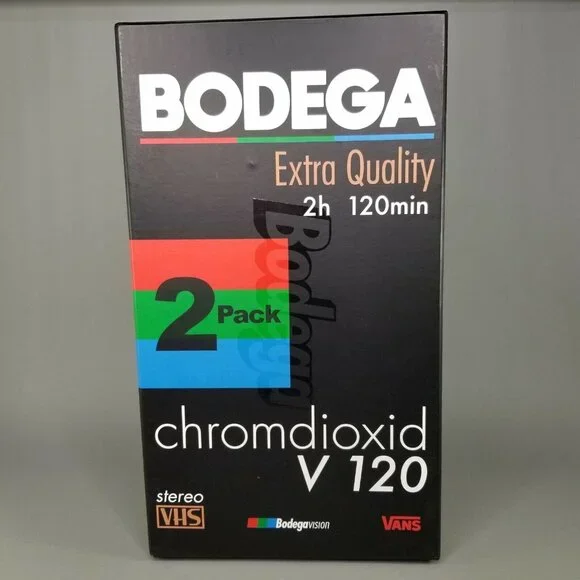 BODEGA
Extra Quality
2h 120min
Bodega
2 Pack
chromdioxid
V 120
stereo
VHS
Bodegavision
VANS